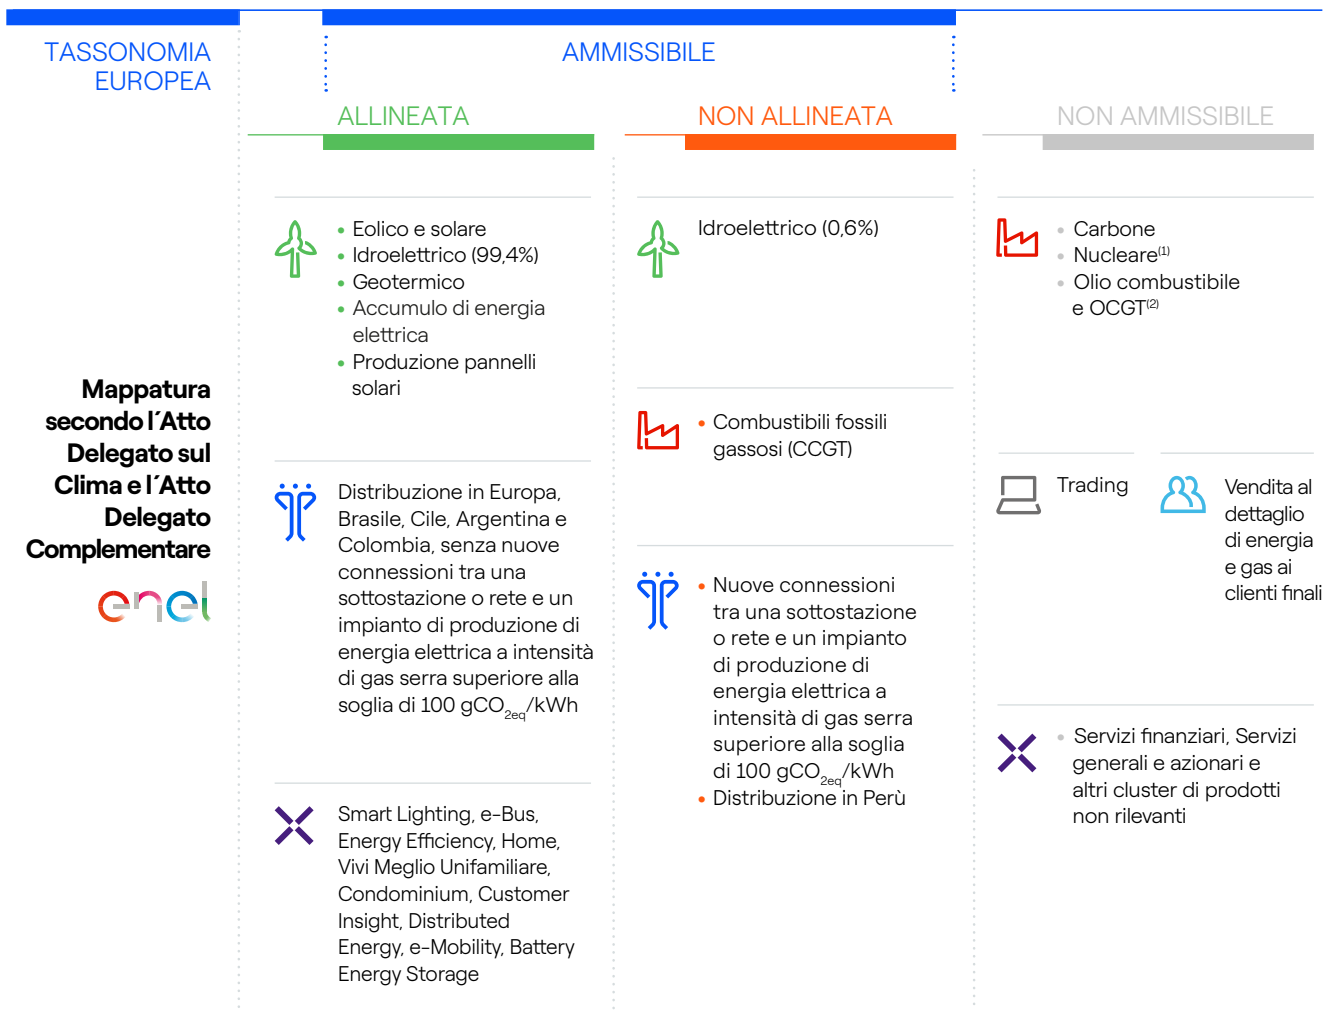 TASSONOMIA
EUROPEA
AMMISSIBILE
ALLINEATA
NON ALLINEATA
NON AMMISSIBILE
Mappatura
secondo l´Atto
Delegato sul
Clima e l´Atto
Delegato
Complementare
enel
• Eolico e solare
• Idroelettrico (99,4%)
• Geotermico
• Accumulo di energia
elettrica
• Produzione pannelli
solari
Distribuzione in Europa,
Brasile, Cile, Argentina e
Colombia, senza nuove
connessioni tra una
sottostazione o rete e un
impianto di produzione di
energia elettrica a intensità
di gas serra superiore alla
soglia di 100 gCO2eq/kWh
Smart Lighting, e-Bus,
Energy Efficiency, Home,
Vivi Meglio Unifamiliare,
Condominium, Customer
Insight, Distributed
Energy, e-Mobility, Battery
Energy Storage
Idroelettrico (0,6%)
• Combustibili fossili
gassosi (CCGT)
• Nuove connessioni
tra una sottostazione
o rete e un impianto
di produzione di
energia elettrica a
intensità di gas serra
superiore alla soglia
di 100 gCO2eq/kWh
• Distribuzione in Perù
• Carbone
• Nucleare(1)
• Olio combustibile
e OCGT(2)
Trading
Vendita al
dettaglio
di energia
e gas ai
clienti finali
• Servizi finanziari, Servizi
generali e azionari e
altri cluster di prodotti
non rilevanti